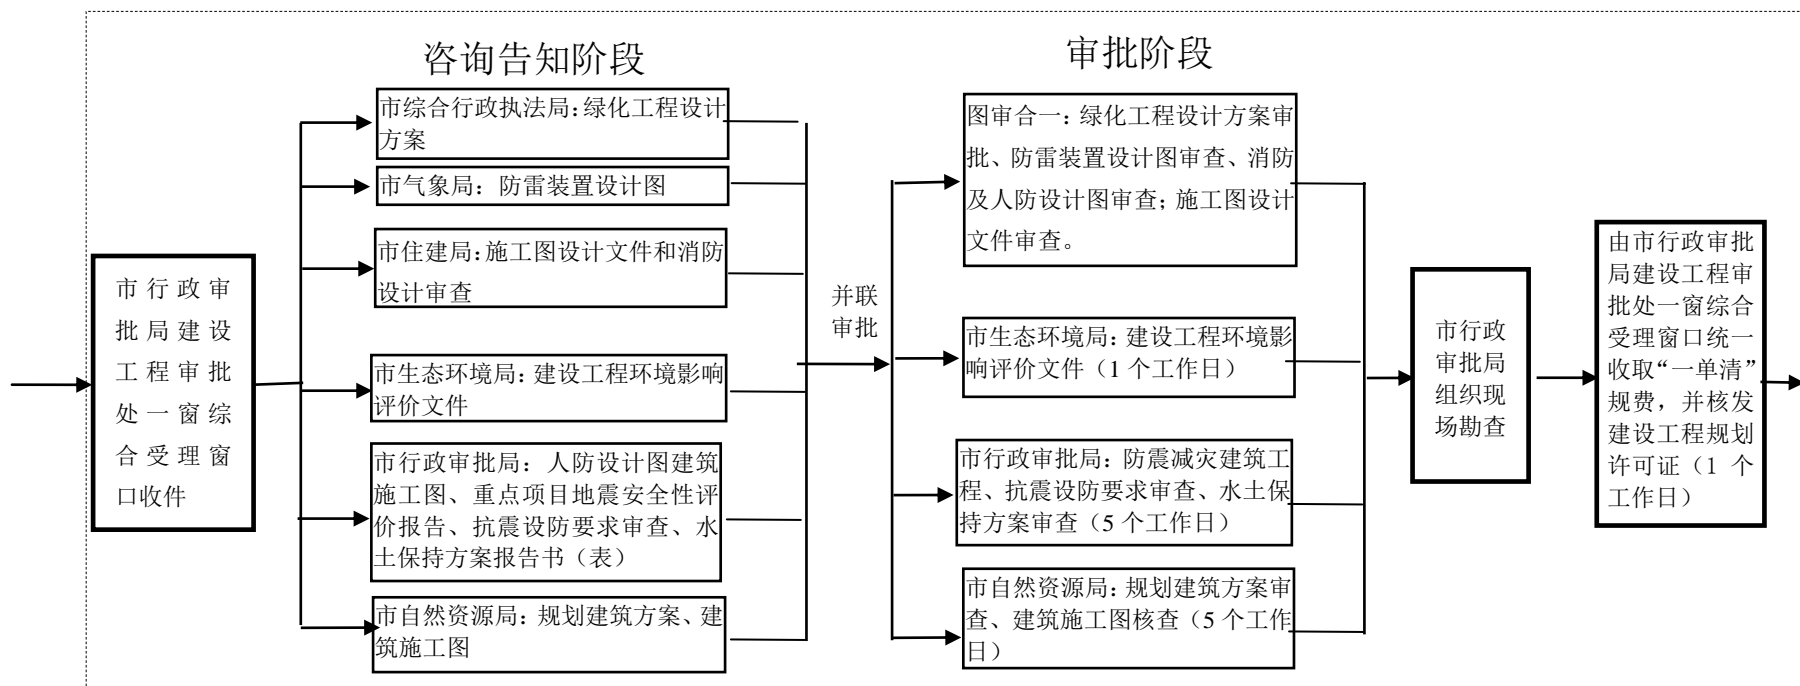 咨询告知阶段
审批阶段
市行政审
批局建设
工程审批
处一窗综
合受理窗
口收件
市综合行政执法局：绿化工程设计
方案
市气象局：防雷装置设计图
市住建局：施工图设计文件和消防
设计审查
市生态环境局：建设工程环境影响
评价文件
市行政审批局：人防设计图建筑
施工图、重点项目地震安全性评
价报告、抗震设防要求审查、水
土保持方案报告书（表）
市自然资源局：规划建筑方案、建
筑施工图
并联
审批
图审合一：绿化工程设计方案审
批、防雷装置设计图审查、消防
及人防设计图审查；施工图设计
文件审查。
市生态环境局：建设工程环境影
响评价文件（1 个工作日）
市行政审批局：防震减灾建筑工
程、抗震设防要求审查、水土保
持方案审查（5 个工作日）
市自然资源局：规划建筑方案审
查、建筑施工图核查（5 个工作
日）
市行政
审批局
组织现
场勘查
由市行政审批
局建设工程审
批处一窗综合
受理窗口统一
收取“一单清”
规费，并核发
建设工程规划
许可证（1 个
工作日）